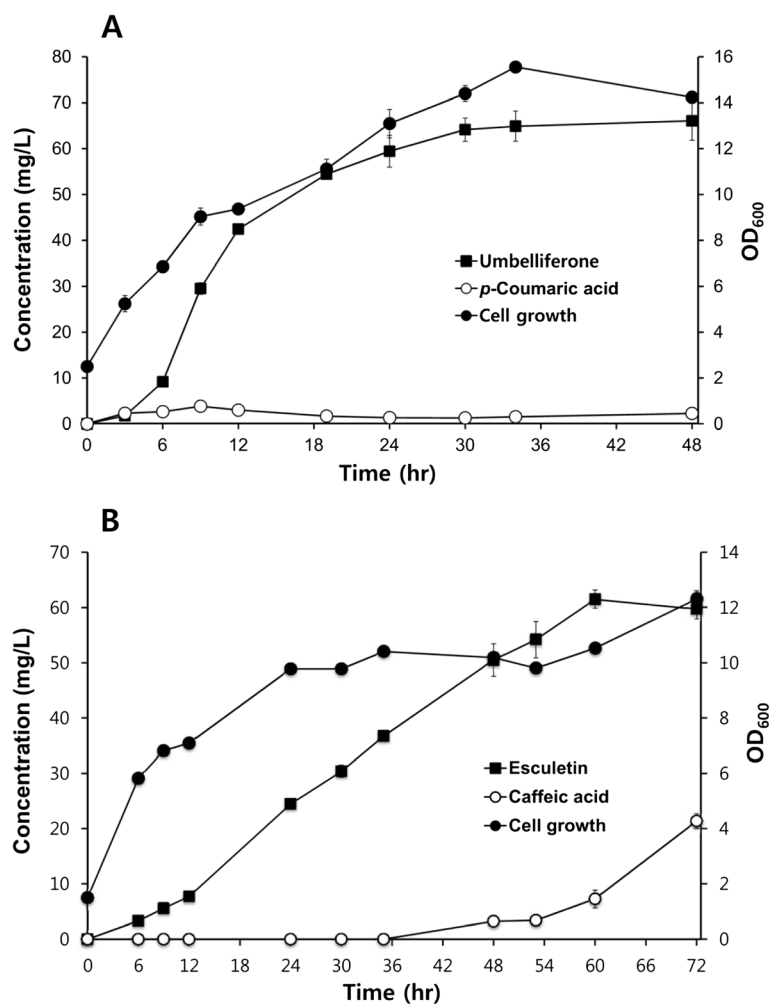 A
80
70
60
50
40
30
20
10
0
Concentration (mg/L)
16
14
12
10
8
6
4
2
0
OD600
Umbelliferone
p-Coumaric acid
Cell growth
0 6 12 18 24 30 36 42 48
Time (hr)
B
70
60
50
40
30
20
10
0
Concentration (mg/L)
14
12
10
8
6
4
2
0
OD600
Esculetin
Caffeic acid
Cell growth
0 6 12 18 24 30 36 42 48 54 60 66 72
Time (hr)